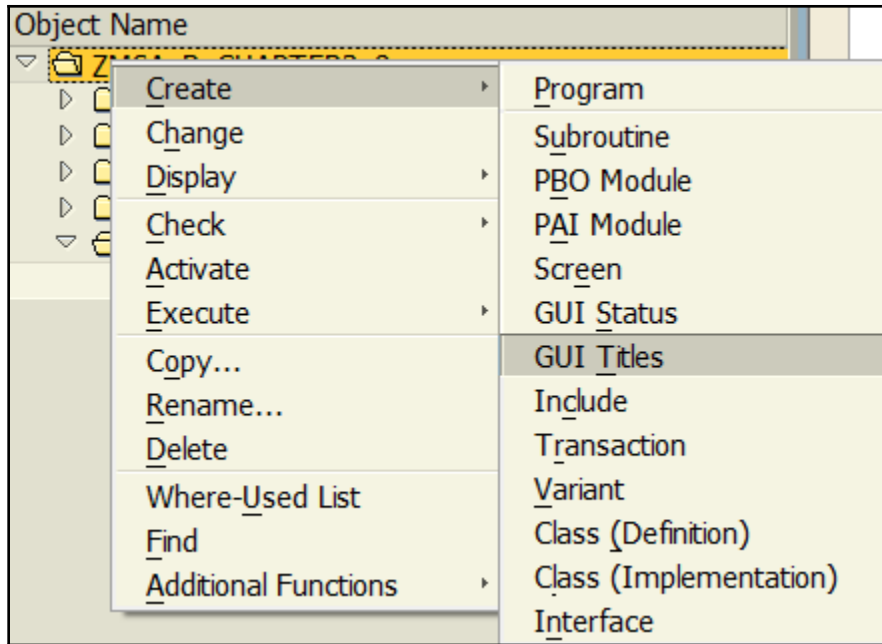 Object Name
Create
Change
Display
Check
Activate
Execute
Copy...
Rename...
Delete
Where-Used List
Find
Additional Functions
Program
Subroutine
PBO Module
PAI Module
Screen
GUI Status
GUI Titles
Include
Transaction
Variant
Class (Definition)
Class (Implementation)
Interface